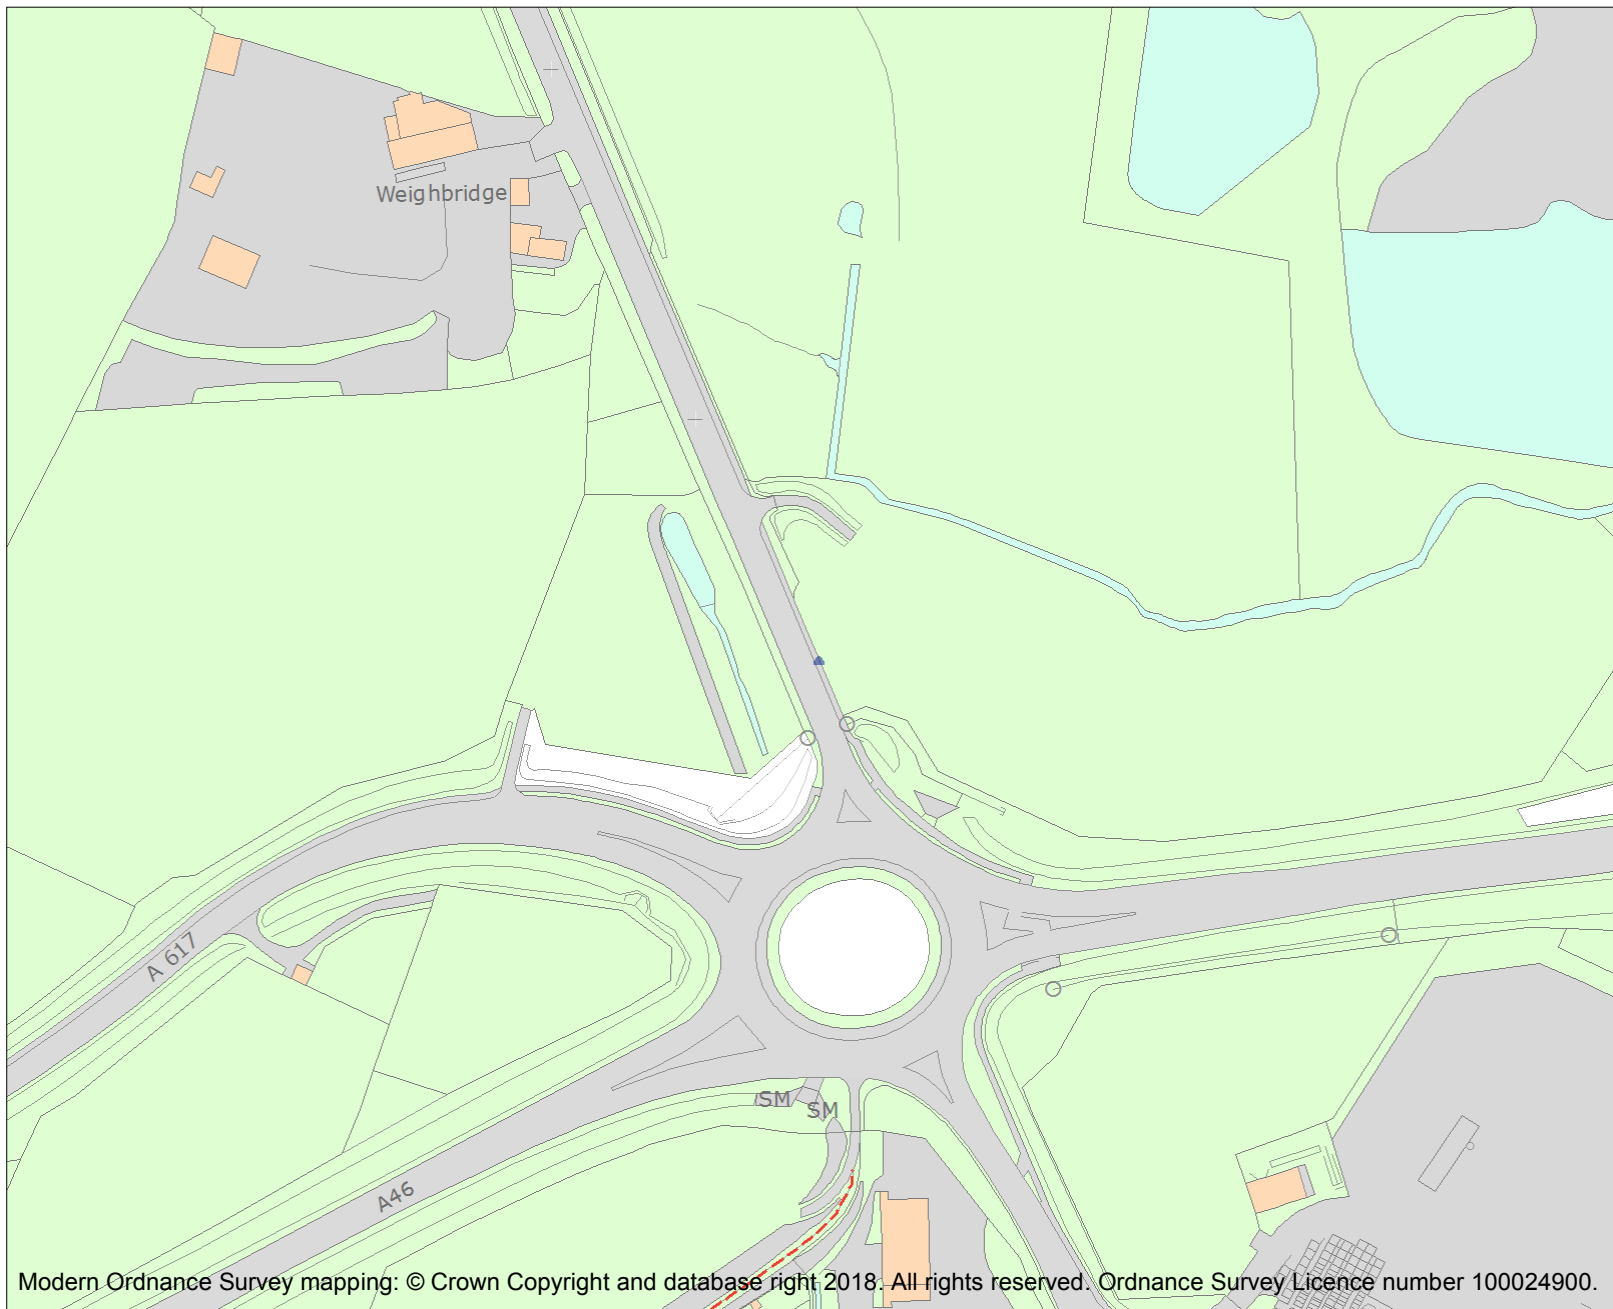 Weighbridge
A 617
SM
SM
A46
Modern Ordnance Survey mapping: © Crown Copyright and database right 2018. All rights reserved. Ordnance Survey Licence number 100024900.